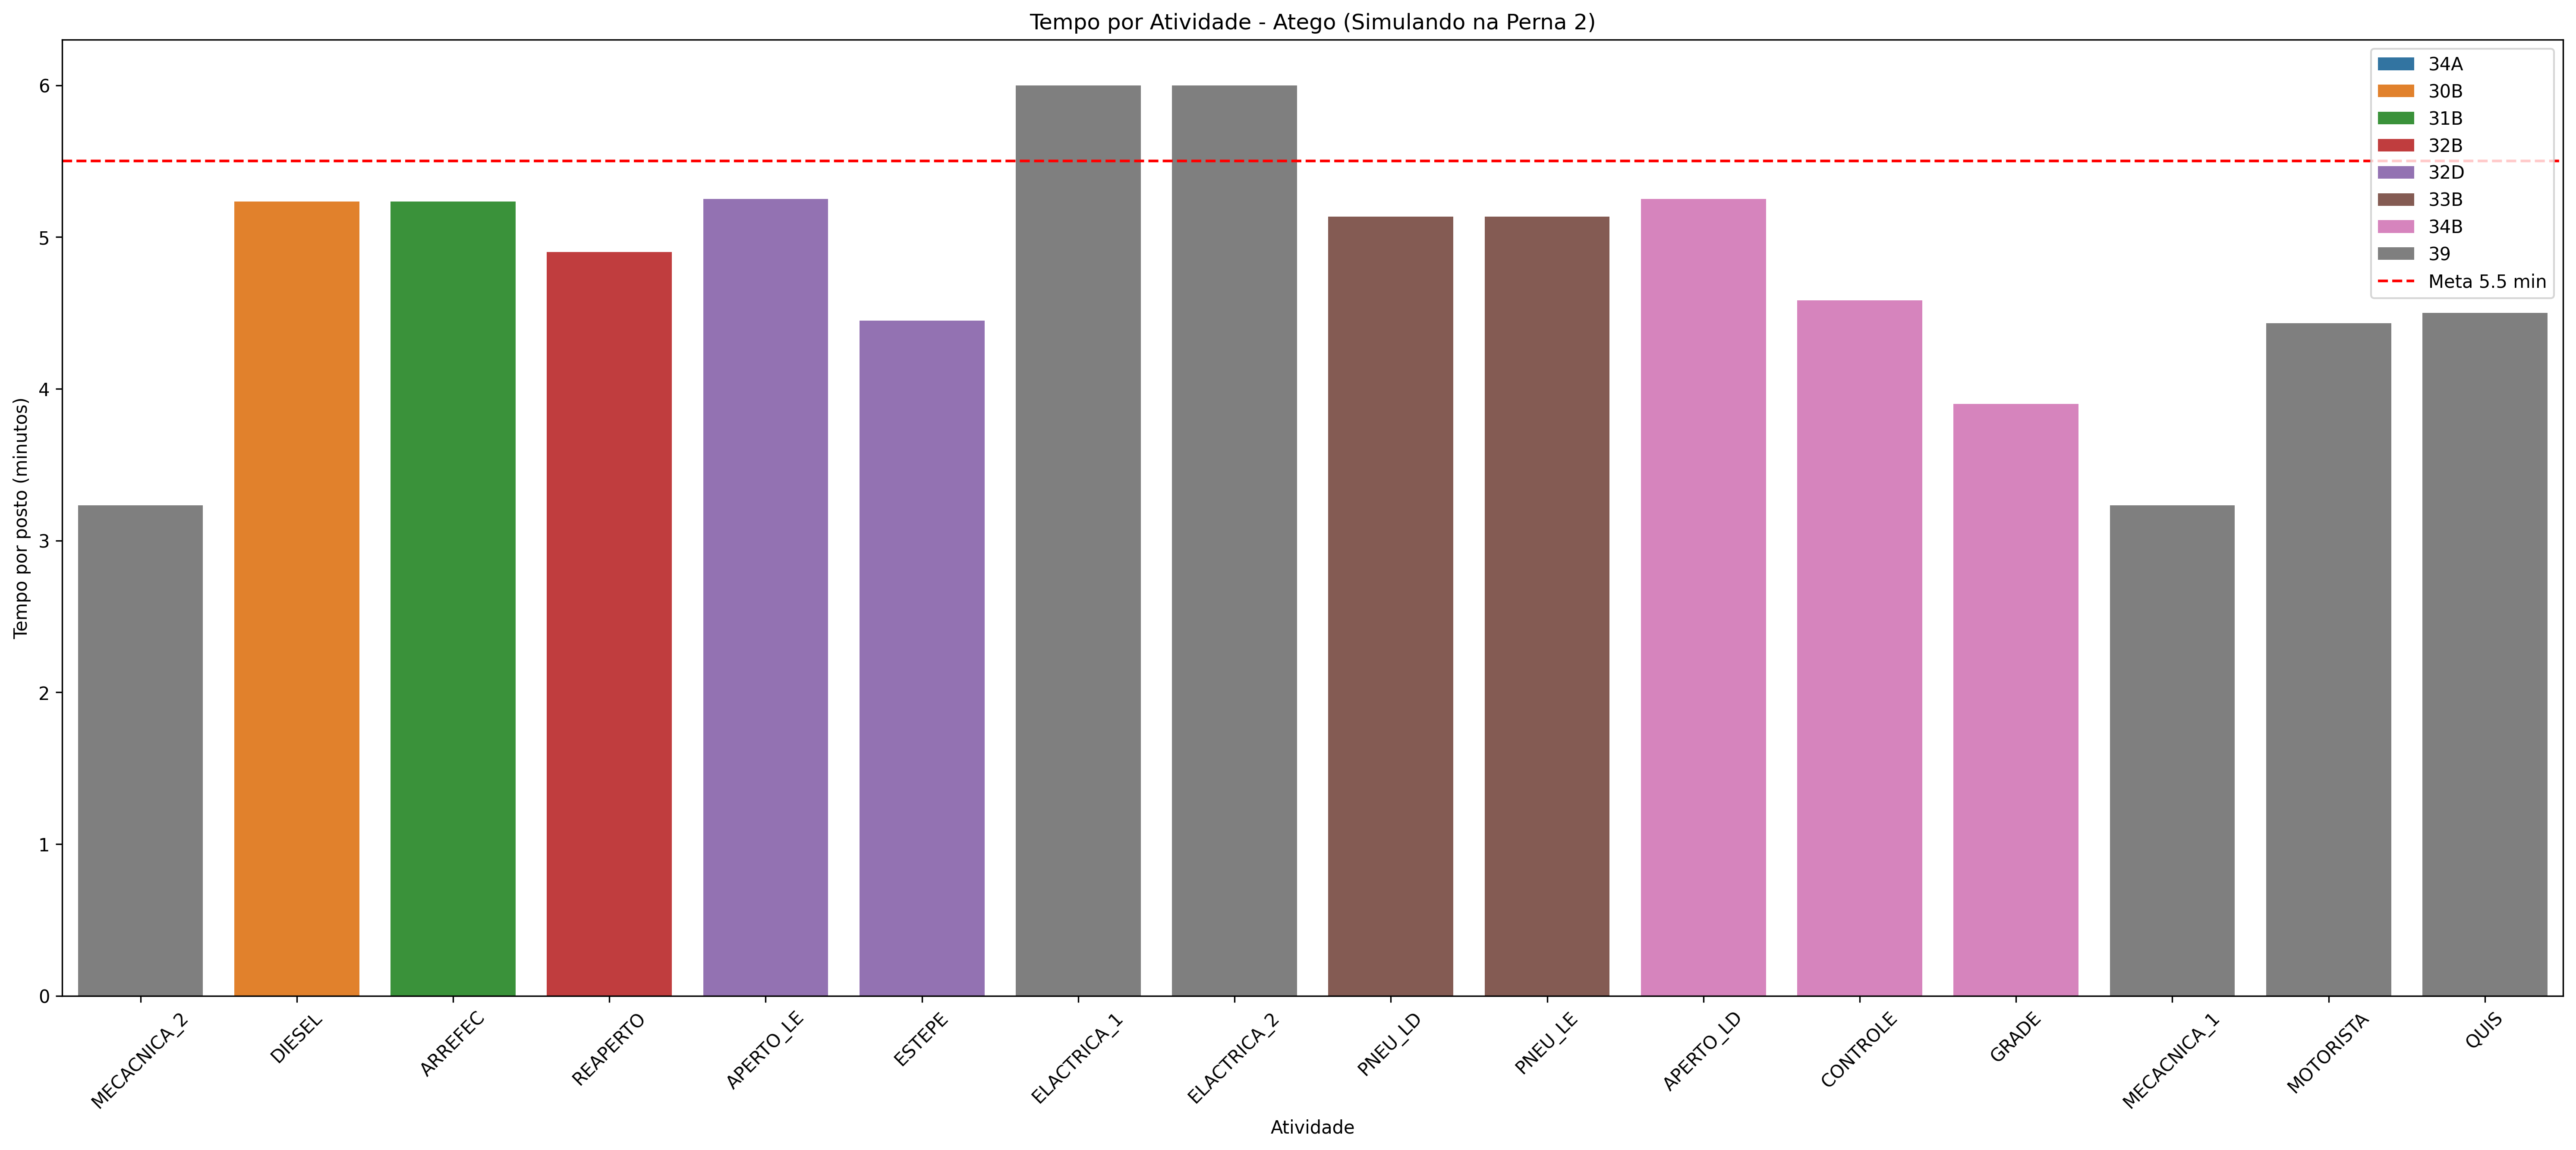 Tempo por Atividade - Atego (Simulando na Perna 2)
34A
30B
31B
32B
32D
33B
34B
39
Meta 5.5 min
Tempo por posto (minutos)
6
5
4
3
2
1
0
MECACNICA_2
DIESEL
ARREFEC
REAPERTO
APERTO_LE
ESTEPE
ELACTRICA_1
ELACTRICA_2
PNEU_LD
PNEU_LE
APERTO_LD
CONTROLE
GRADE
MECACNICA_1
MOTORISTA
QUIS
Atividade